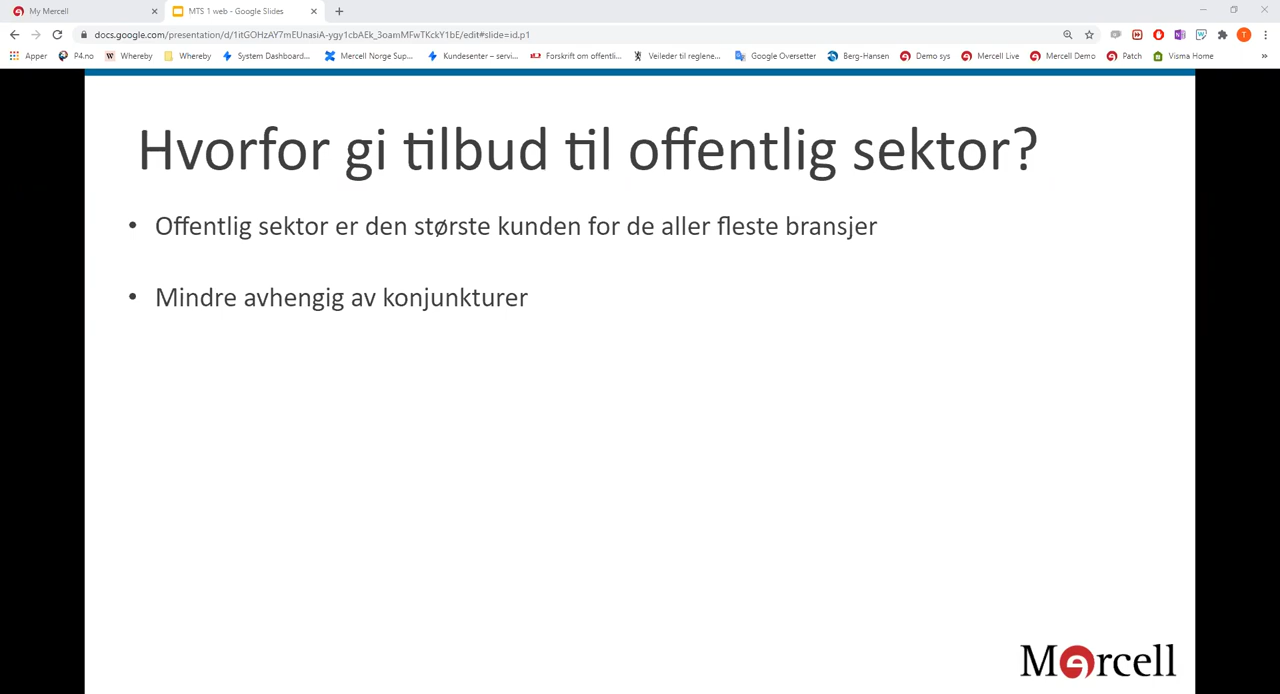 My Mercell
MTS 1 web - Google Slides
docs.google.com/presentation/d/1itGOHzAY7mEUnasiA-ygy1cbAEk_3oamMFwTKckY1bE/edit#slide=id.p1
T
Apper P4.no Whereby Whereby System Dashboard... Mercell Norge Sup... Kundesenter – servi... Forskrift om offentli... Veileder til reglene... Google Oversetter Berg-Hansen Demo sys Mercell Live Mercell Demo Patch Visma Home »
Hvorfor gi tilbud til offentlig sektor?
• Offentlig sektor er den største kunden for de aller fleste bransjer
• Mindre avhengig av konjunkturer
Mercell